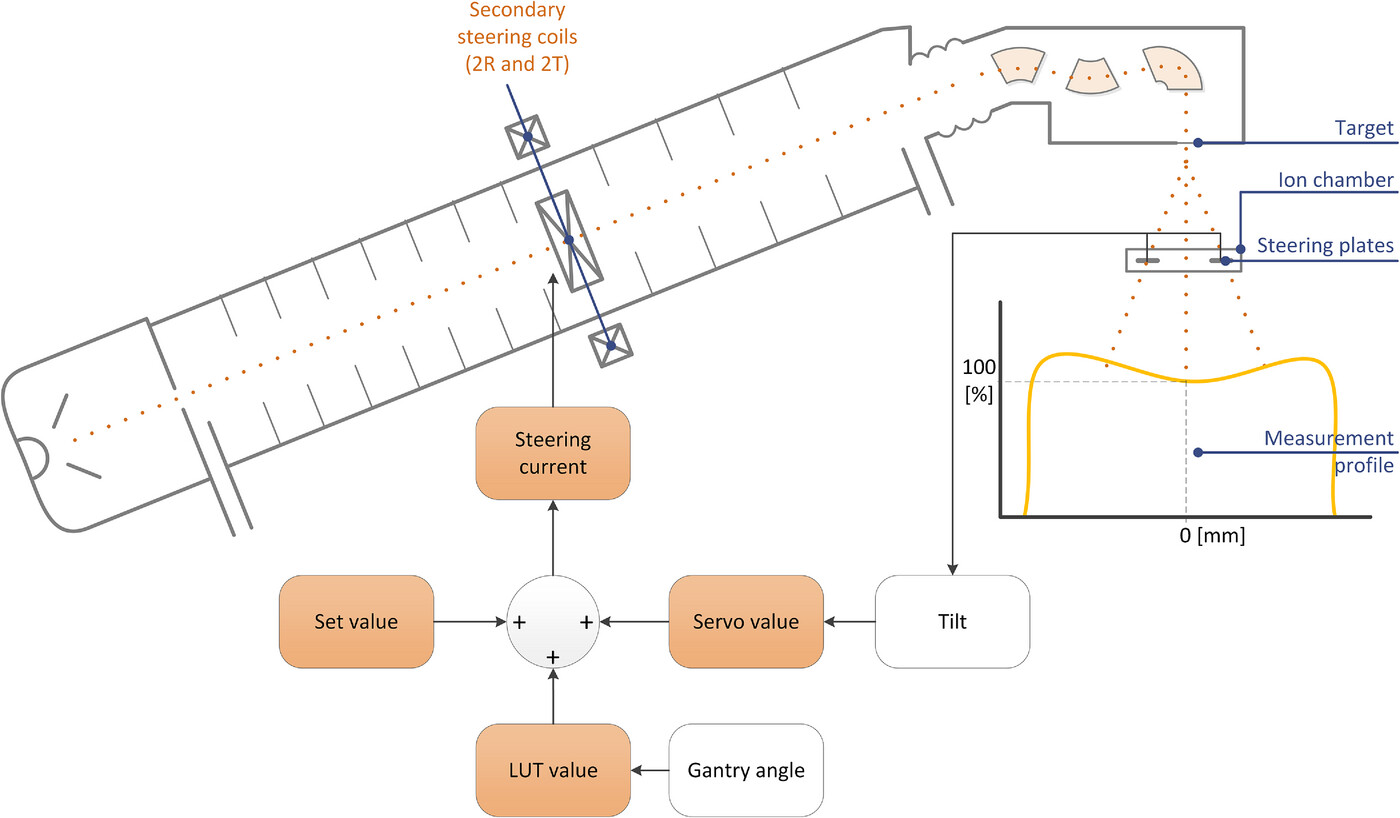 Secondary
steering coils
(2R and 2T)
Target
Ion chamber
Steering plates
100
[%]
Measurement
profile
0 [mm]
Steering
current
Set value
+
+
+
Servo value
Tilt
LUT value
Gantry angle